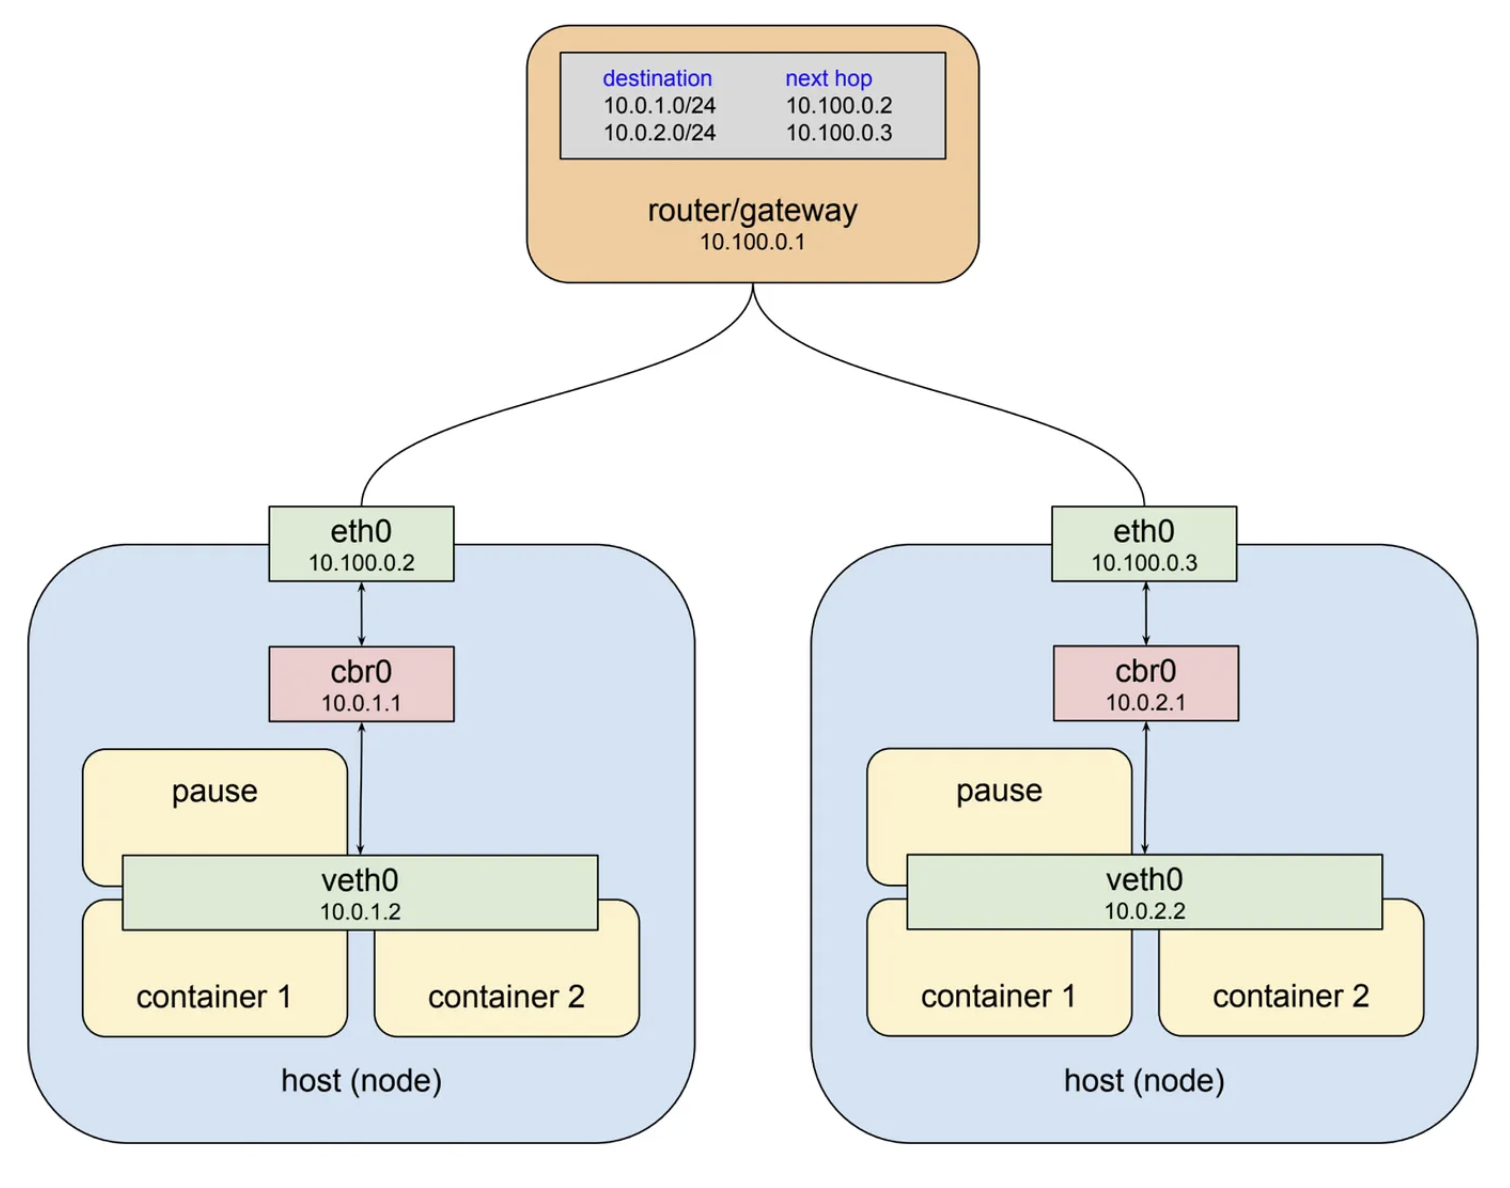 destination next hop
10.0.1.0/24 10.100.0.2
10.0.2.0/24 10.100.0.3
router/gateway
10.100.0.1
eth0
10.100.0.2
cbr0
10.0.1.1
pause
veth0
10.0.1.2
container 1
container 2
host (node)
eth0
10.100.0.3
cbr0
10.0.2.1
pause
veth0
10.0.2.2
container 1
container 2
host (node)